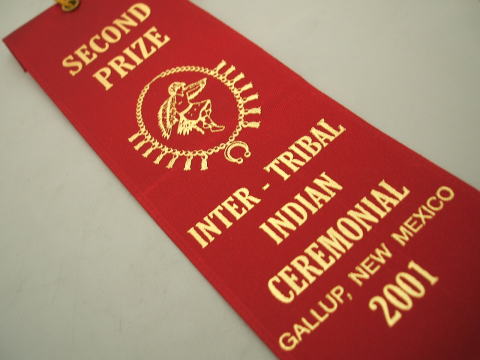 SECOND
PRIZE
INTER - TRIBAL
INDIAN
CEREMONIAL
GALLUP, NEW MEXICO
2001